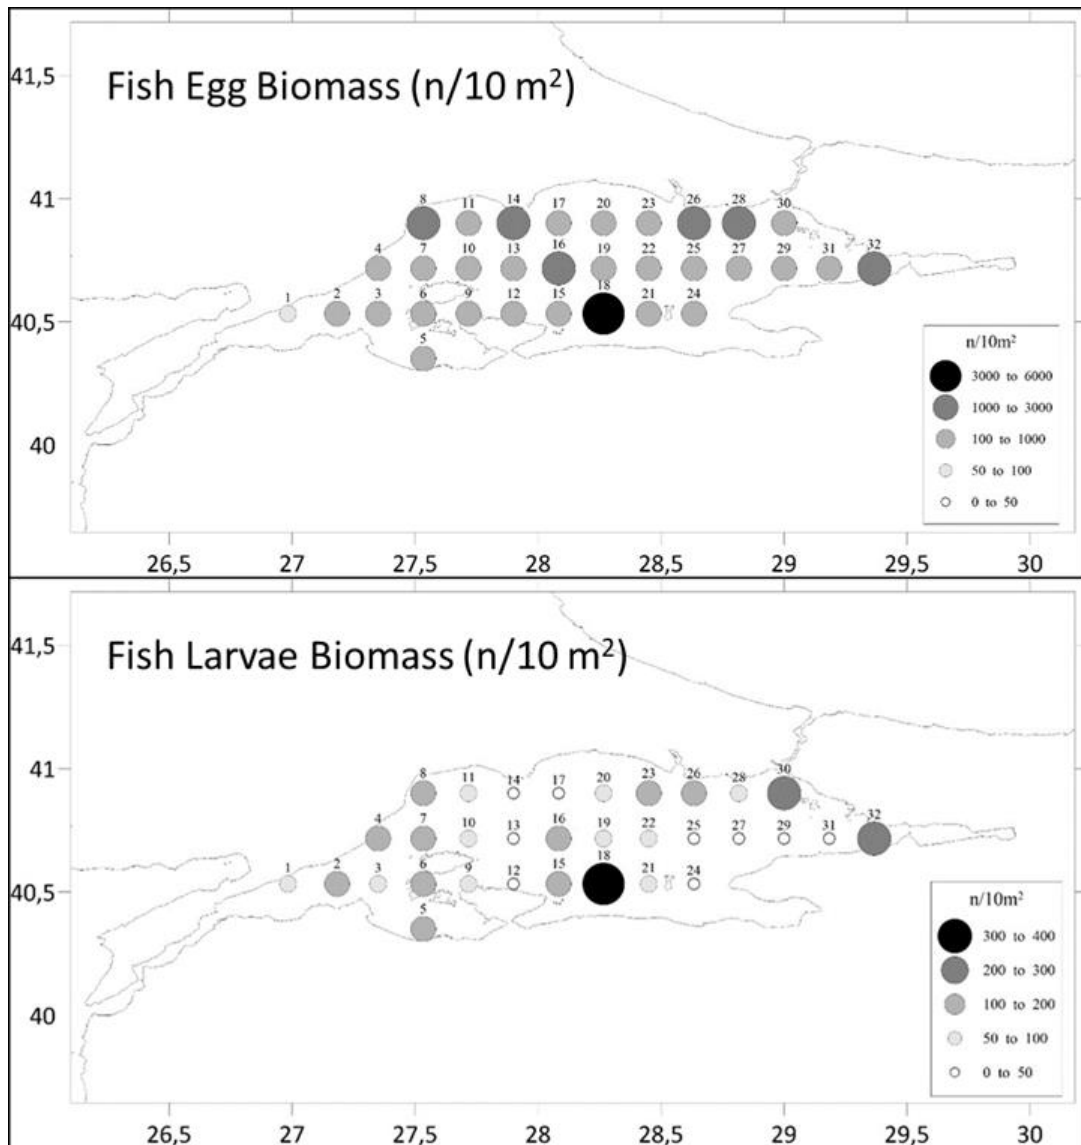 Fish Egg Biomass (n/10 m²)
41,5
41
40,5
40
8 11 14 17 20 23 26 28 30
4 7 10 13 16 19 22 25 27 29 31 32
1 2 3 6 9 12 15 18 21 24
5
n/10m²
3000 to 6000
1000 to 3000
100 to 1000
50 to 100
0 to 50
26,5 27 27,5 28 28,5 29 29,5 30
Fish Larvae Biomass (n/10 m²)
41,5
41
40,5
40
8 11 14 17 20 23 26 28 30
4 7 10 13 16 19 22 25 27 29 31 32
1 2 3 6 9 12 15 18 21 24
5
n/10m²
300 to 400
200 to 300
100 to 200
50 to 100
0 to 50
26,5 27 27,5 28 28,5 29 29,5 30